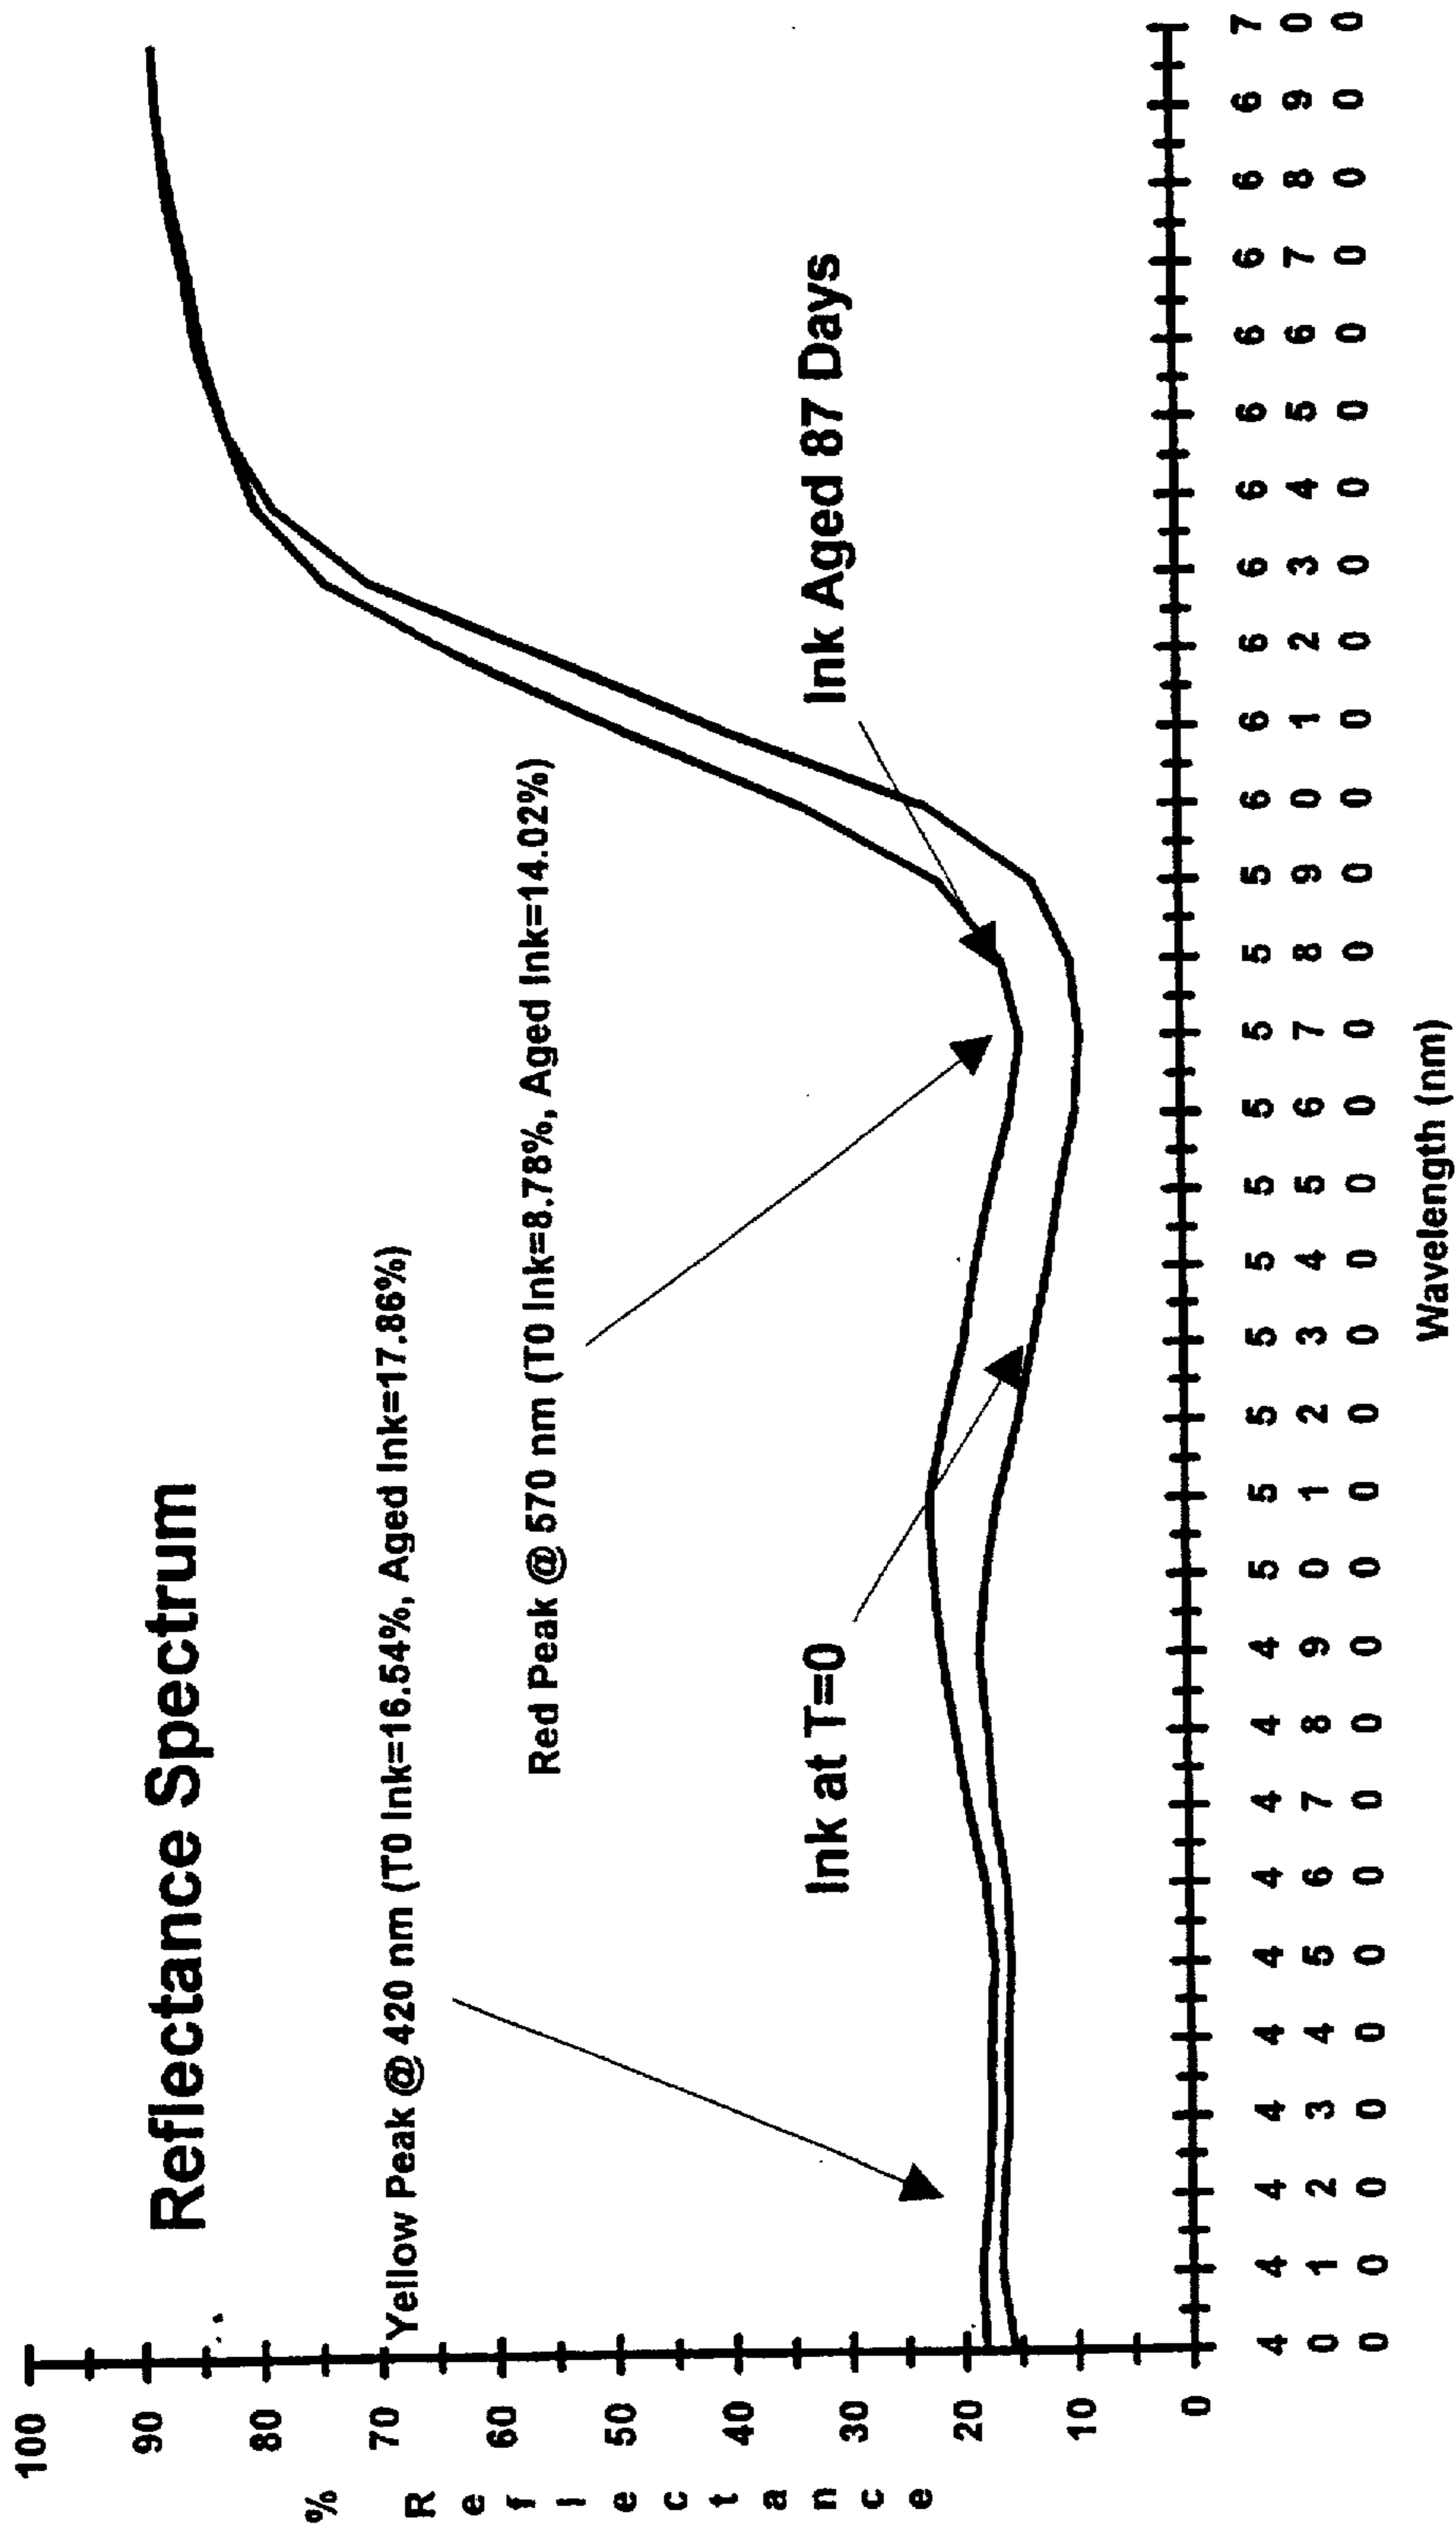 Reflectance Spectrum
Yellow Peak @ 420 nm (T0 Ink=16.54%, Aged Ink=17.86%)
Red Peak @ 570 nm (T0 Ink=8.78%, Aged Ink=14.02%)
Ink at T=0
Ink Aged 87 Days
% Reflectance
100
90
80
70
60
50
40
30
20
10
0
400 410 420 430 440 450 460 470 480 490 500 510 520 530 540 550 560 570 580 590 600 610 620 630 640 650 660 670 680 690 700
Wavelength (nm)